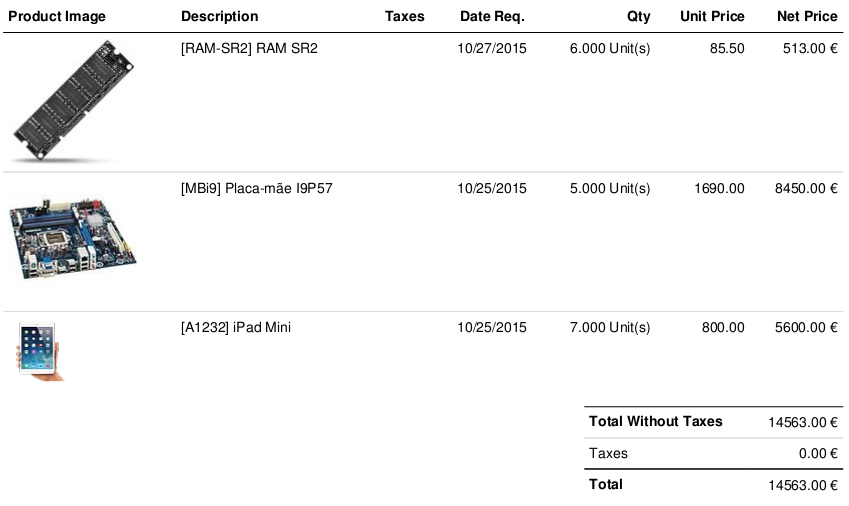 Product Image Description Taxes Date Req. Qty Unit Price Net Price
[RAM-SR2] RAM SR2 10/27/2015 6.000 Unit(s) 85.50 513.00 €
[MBi9] Placa-mãe I9P57 10/25/2015 5.000 Unit(s) 1690.00 8450.00 €
[A1232] iPad Mini 10/25/2015 7.000 Unit(s) 800.00 5600.00 €
Total Without Taxes 14563.00 €
Taxes 0.00 €
Total 14563.00 €